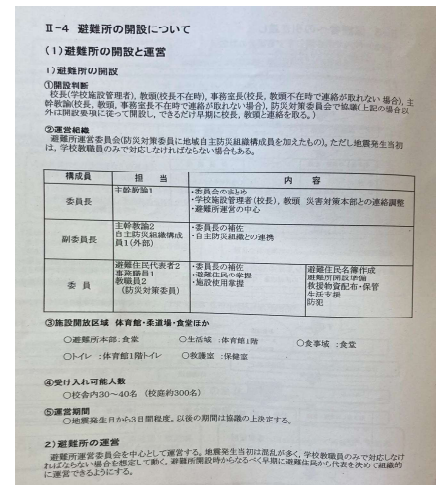 Ⅱ-4 避難所の開設について
(1)避難所の開設と運営
1)避難所の開設
①開設判断
校長(学校施設管理者)、教頭(校長不在時)、事務室長(校長、教頭不在時で連絡が取れない 場合)、主
幹教諭(校長、教頭、事務室長不在時で連絡が取れない場合)、防災対策委員会で協議(上記の場合以
外は開設要項に従って開設し、できるだけ早期に校長、教頭と連絡を取る。)
②運営組織
避難所運営委員会(防災対策委員に地域自主防災組織構成員を加えたもの)。ただし地震発生当初
は、学校教職員のみで対応しなければならない場合もある。
構成員 担 当 内 容
委員長 主幹教諭1 ・委員会のまとめ
・学校施設管理者(校長)、教頭 災害対策本部との連絡調整
・避難所運営の中心
副委員長 主幹教諭2 ・委員長の補佐
自主防災組織構成 ・自主防災組織との連携
員1(外部)
委 員 避難住民代表者2 ・委員長の補佐 避難住民名簿作成
事務職員1 ・避難住民の掌握 避難所開設準備
教職員2 ・施設使用掌握 救援物資配布・保管
(防災対策委員) 生活支援
防犯
③施設開放区域 体育館・柔道場・食堂ほか
○避難所本部:食堂 ○生活域 :体育館1階 ○食事域 :食堂
○トイレ :体育館1階トイレ ○救護室 :保健室
④受け入れ可能人数
○校舎内30～40名 (校庭約300名)
⑤運営期間
○地震発生日から3日間程度。以後の期間は協議の上決定する。
2)避難所の運営
避難所運営委員会を中心として運営する。地震発生当初は混乱が多く、学校教職員のみで対応しなけ
ればならない場合を想定して動く。避難所開設時からなるべく早期に避難住民から代表を決めて組織的
に運営できるようにする。